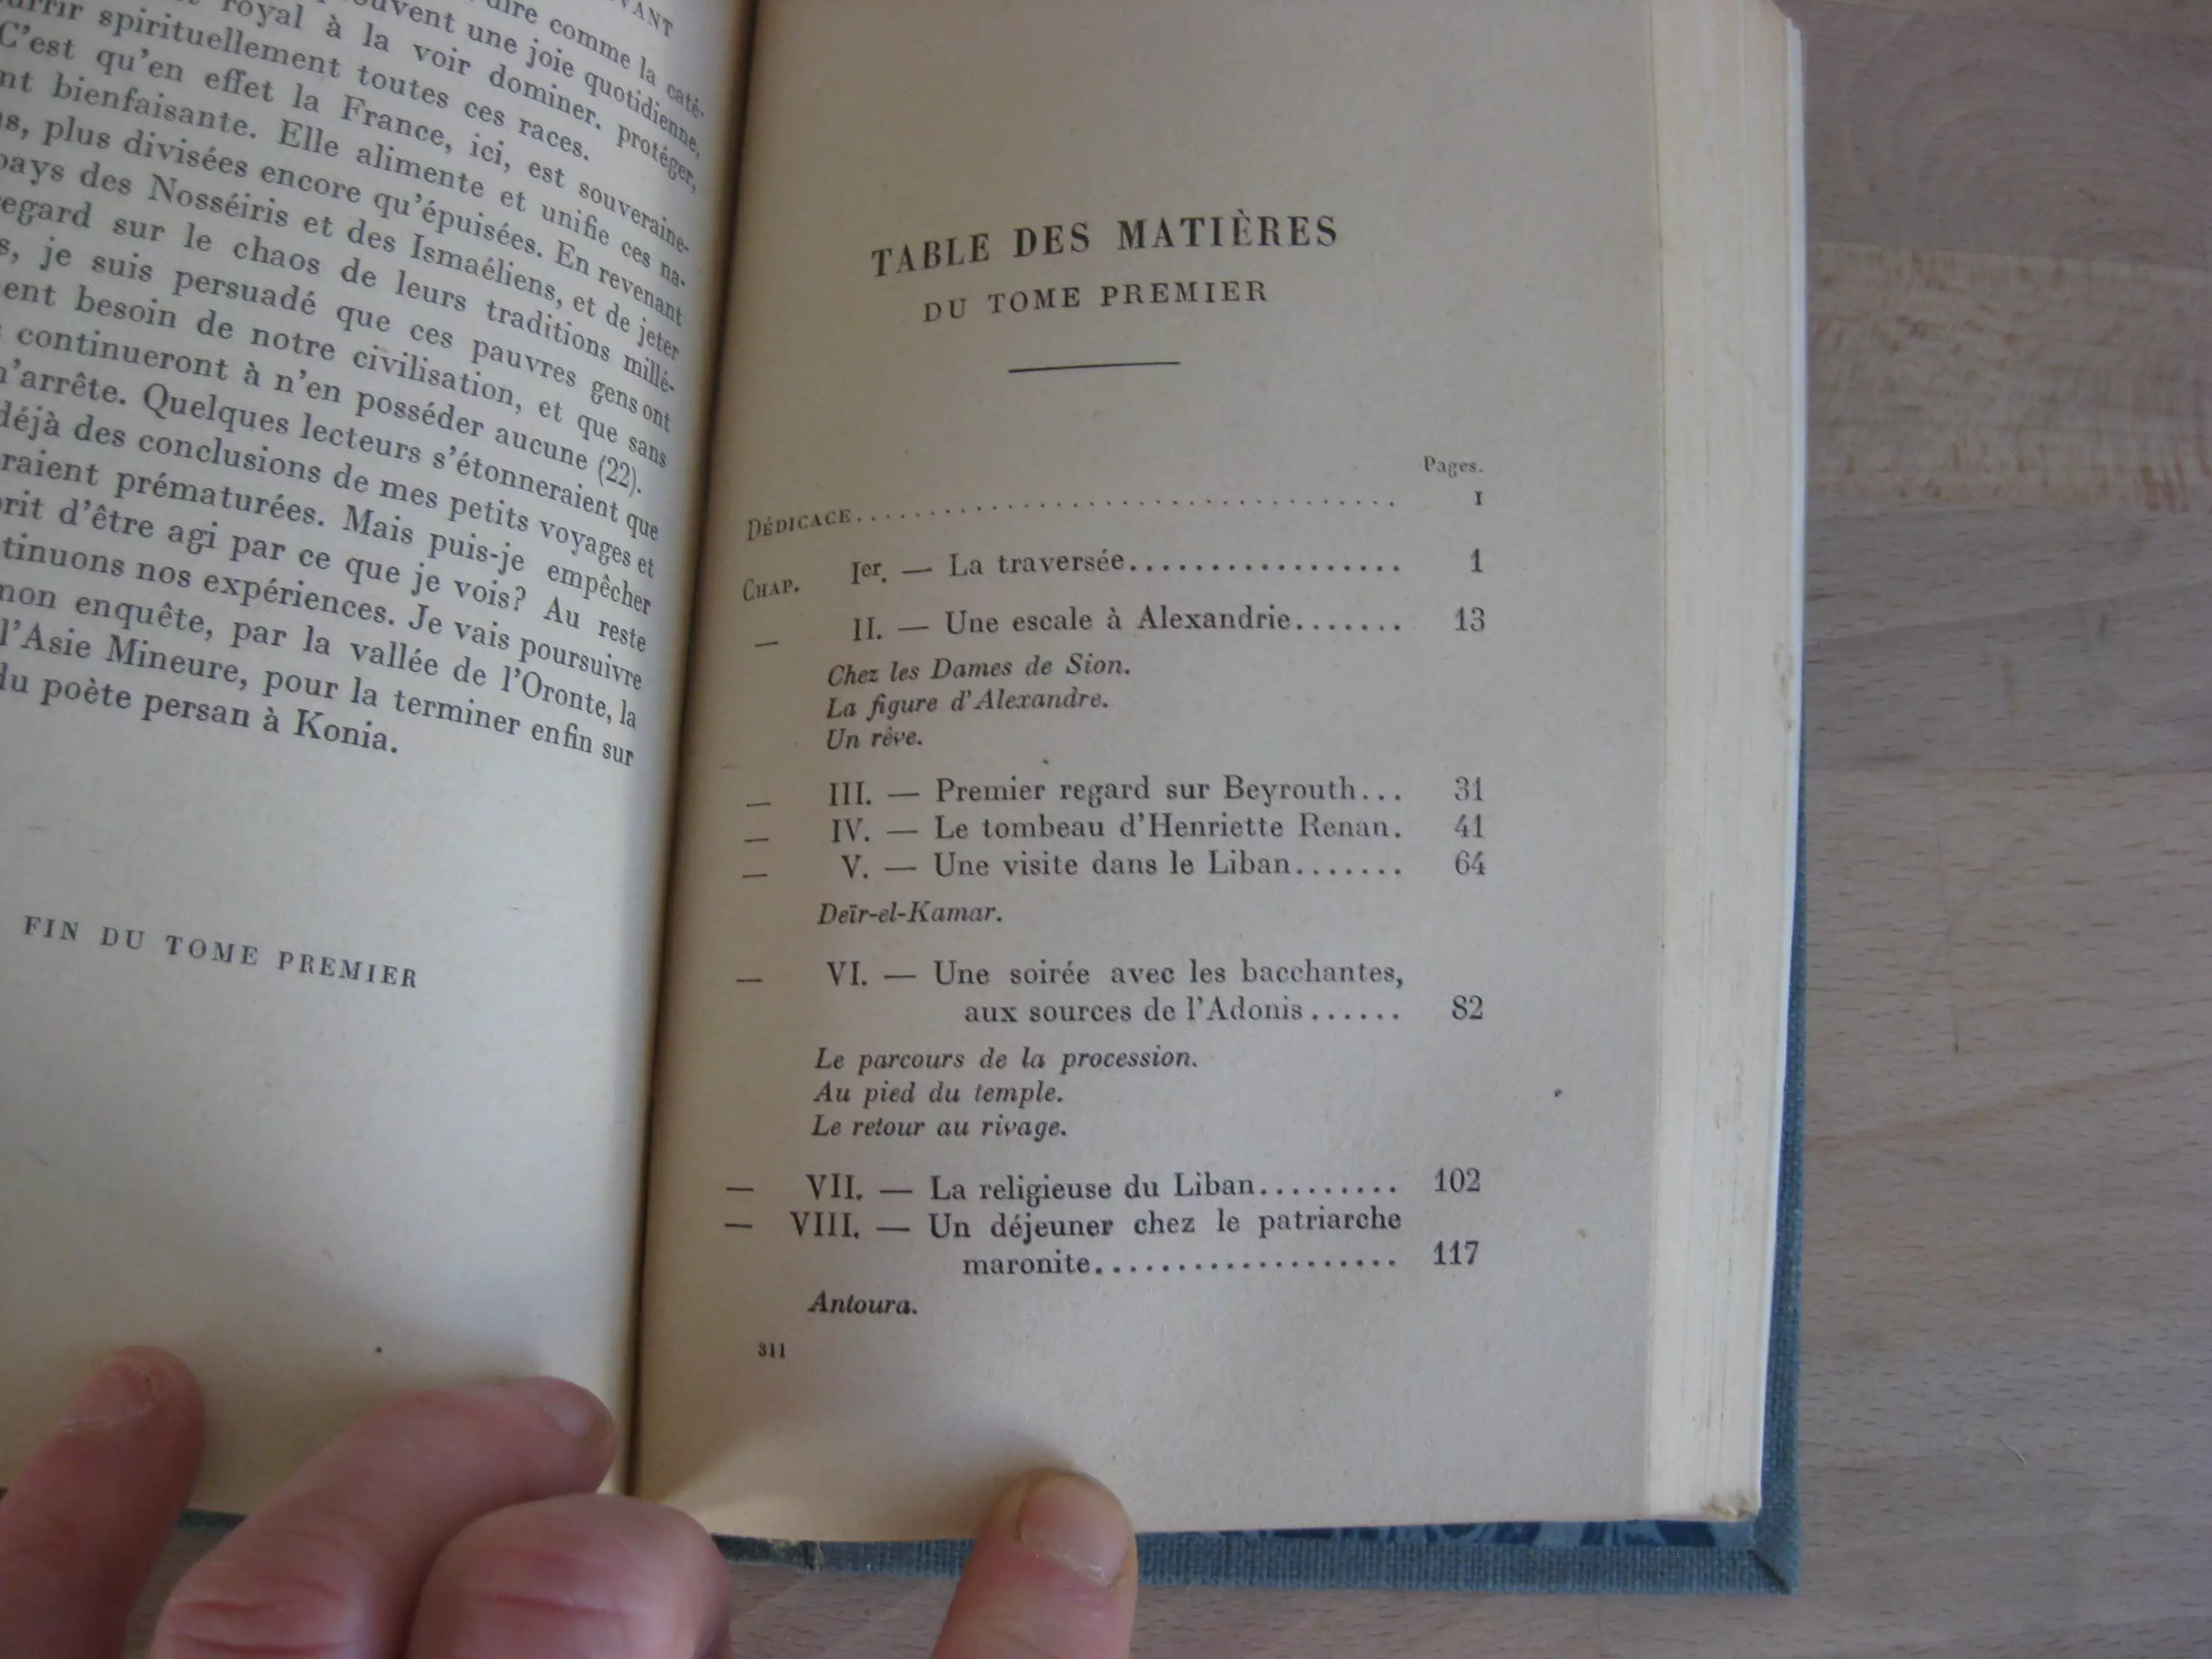 VANT
dire comme la caté-
ouvent une joie quotidienne,
royal à la voir dominer, protéger,
spirituellement toutes ces races.
C'est qu'en effet la France, ici, est souveraine-
nt bienfaisante. Elle alimente et unifie ces na-
s, plus divisées encore qu'épuisées. En revenant
pays des Nosséiris et des Ismaéliens, et de jeter
egard sur le chaos de leurs traditions millé-
s, je suis persuadé que ces pauvres gens ont
ent besoin de notre civilisation, et que sans
continueront à n'en posséder aucune (22).
n'arrête. Quelques lecteurs s'étonneraient que
déjà des conclusions de mes petits voyages et
raient prématurées. Mais puis-je empêcher
rit d'être agi par ce que je vois? Au reste
tinuons nos expériences. Je vais poursuivre
mon enquête, par la vallée de l'Oronte, la
l'Asie Mineure, pour la terminer enfin sur
du poète persan à Konia.
FIN DU TOME PREMIER
TABLE DES MATIÈRES
DU TOME PREMIER
Pages.
DÉDICACE........................................ I
CHAP. Ier. — La traversée................. 1
— II. — Une escale à Alexandrie....... 13
Chez les Dames de Sion.
La figure d'Alexandre.
Un rêve.
— III. — Premier regard sur Beyrouth... 31
— IV. — Le tombeau d'Henriette Renan. 41
— V. — Une visite dans le Liban....... 64
Deïr-el-Kamar.
— VI. — Une soirée avec les bacchantes,
aux sources de l'Adonis...... 82
Le parcours de la procession.
Au pied du temple.
Le retour au rivage.
— VII. — La religieuse du Liban......... 102
— VIII. — Un déjeuner chez le patriarche
maronite................... 117
Antoura.
311